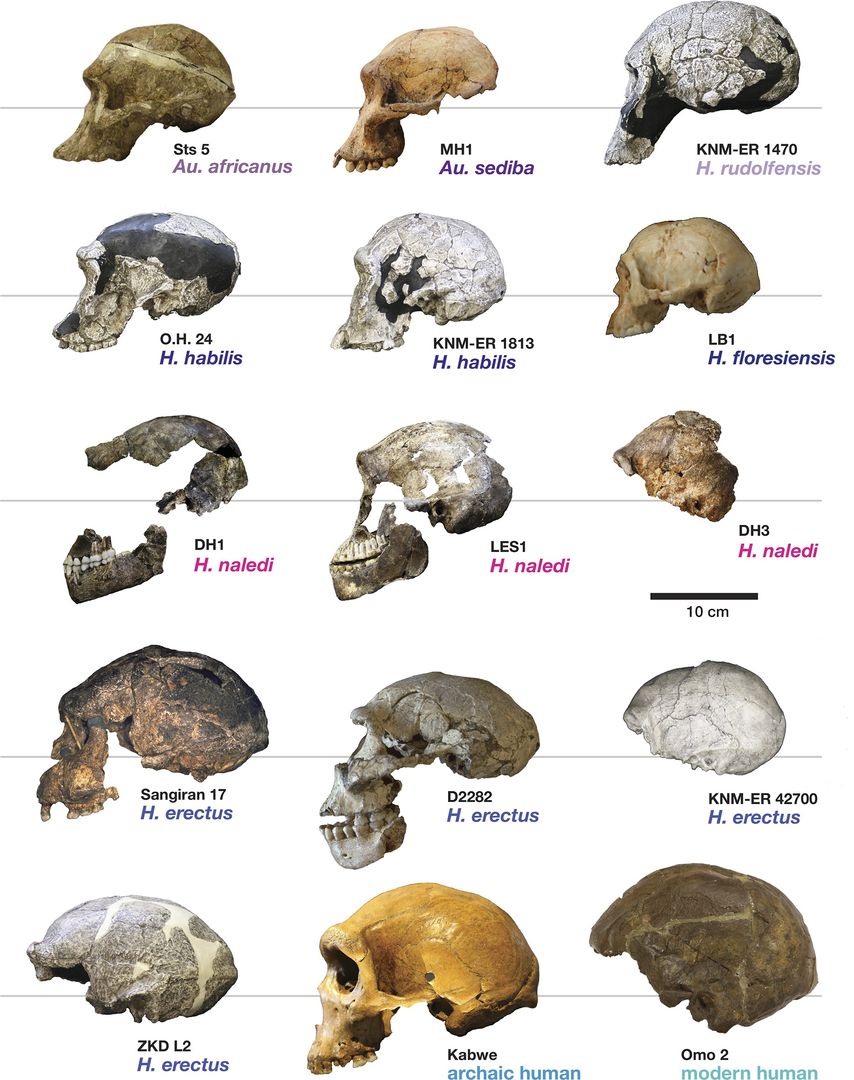 Sts 5
Au. africanus
MH1
Au. sediba
KNM-ER 1470
H. rudolfensis
O.H. 24
H. habilis
KNM-ER 1813
H. habilis
LB1
H. floresiensis
DH1
H. naledi
LES1
H. naledi
DH3
H. naledi
10 cm
Sangiran 17
H. erectus
D2282
H. erectus
KNM-ER 42700
H. erectus
ZKD L2
H. erectus
Kabwe
archaic human
Omo 2
modern human